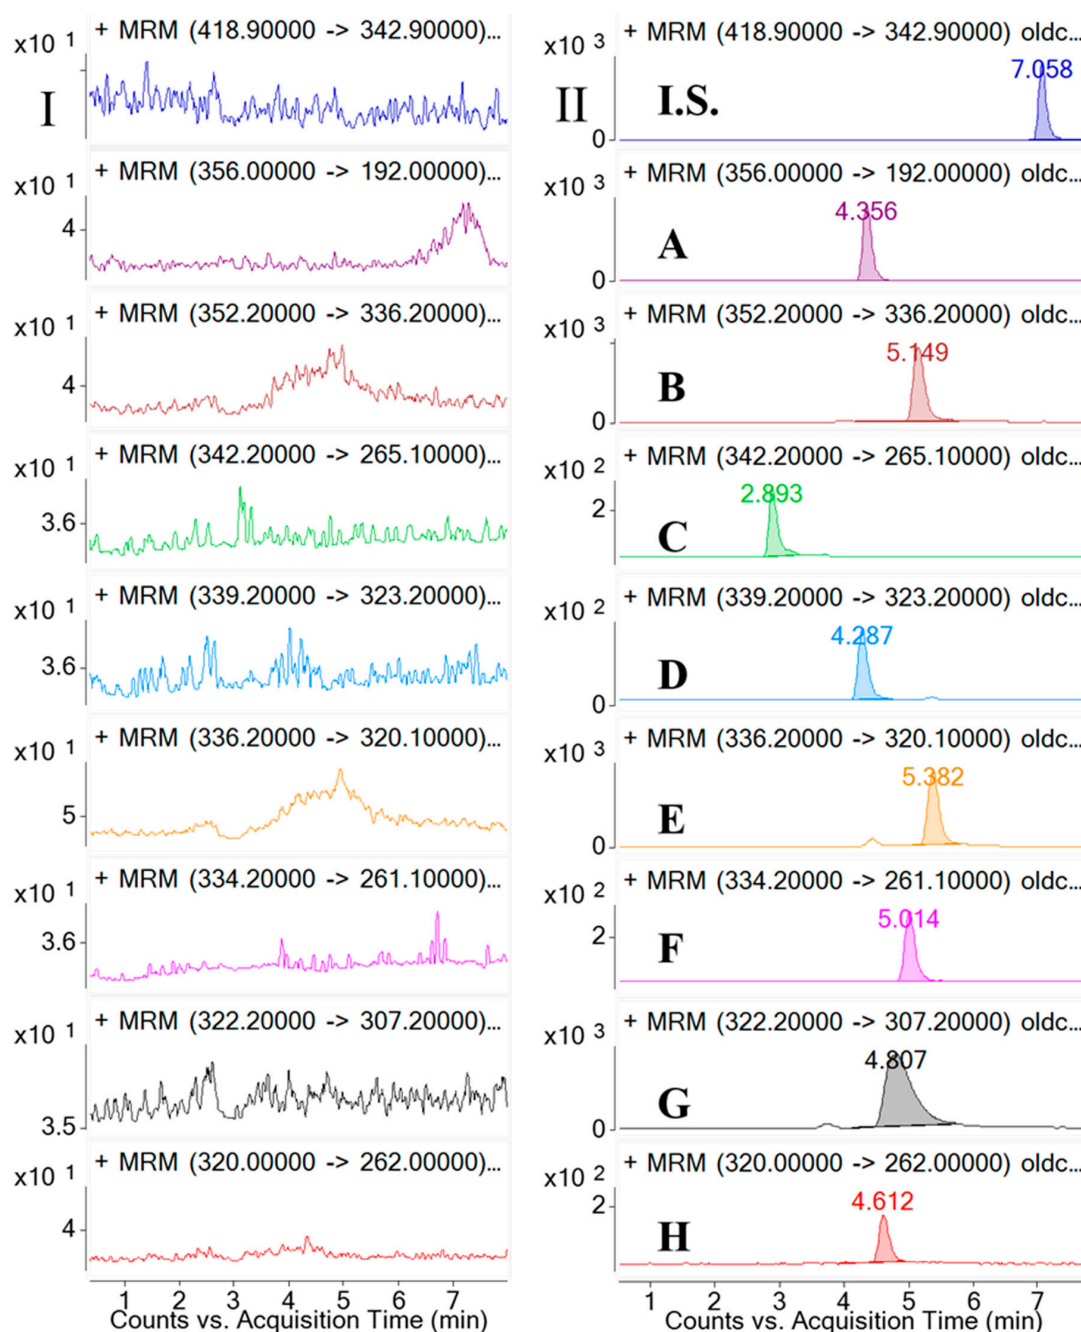 I
x10 1
+ MRM (418.90000 -> 342.90000)...
x10 1
+ MRM (356.00000 -> 192.00000)...
4
x10 1
+ MRM (352.20000 -> 336.20000)...
4
x10 1
+ MRM (342.20000 -> 265.10000)...
3.6
x10 1
+ MRM (339.20000 -> 323.20000)...
3.6
x10 1
+ MRM (336.20000 -> 320.10000)...
5
x10 1
+ MRM (334.20000 -> 261.10000)...
3.6
x10 1
+ MRM (322.20000 -> 307.20000)...
3.5
x10 1
+ MRM (320.00000 -> 262.00000)...
4
1 2 3 4 5 6 7
Counts vs. Acquisition Time (min)
II
x10 3
+ MRM (418.90000 -> 342.90000) oldc...
7.058
I.S.
0
x10 3
+ MRM (356.00000 -> 192.00000) oldc...
4.356
A
0
x10 3
+ MRM (352.20000 -> 336.20000) oldc...
5.149
B
0
x10 2
+ MRM (342.20000 -> 265.10000) oldc...
2.893
2
C
x10 2
+ MRM (339.20000 -> 323.20000) oldc...
4.287
D
0
x10 3
+ MRM (336.20000 -> 320.10000) oldc...
5.382
E
0
x10 2
+ MRM (334.20000 -> 261.10000) oldc...
5.014
2
F
x10 3
+ MRM (322.20000 -> 307.20000) oldc...
4.807
G
0
x10 2
+ MRM (320.00000 -> 262.00000) oldc...
4.612
2
H
1 2 3 4 5 6 7
Counts vs. Acquisition Time (min)